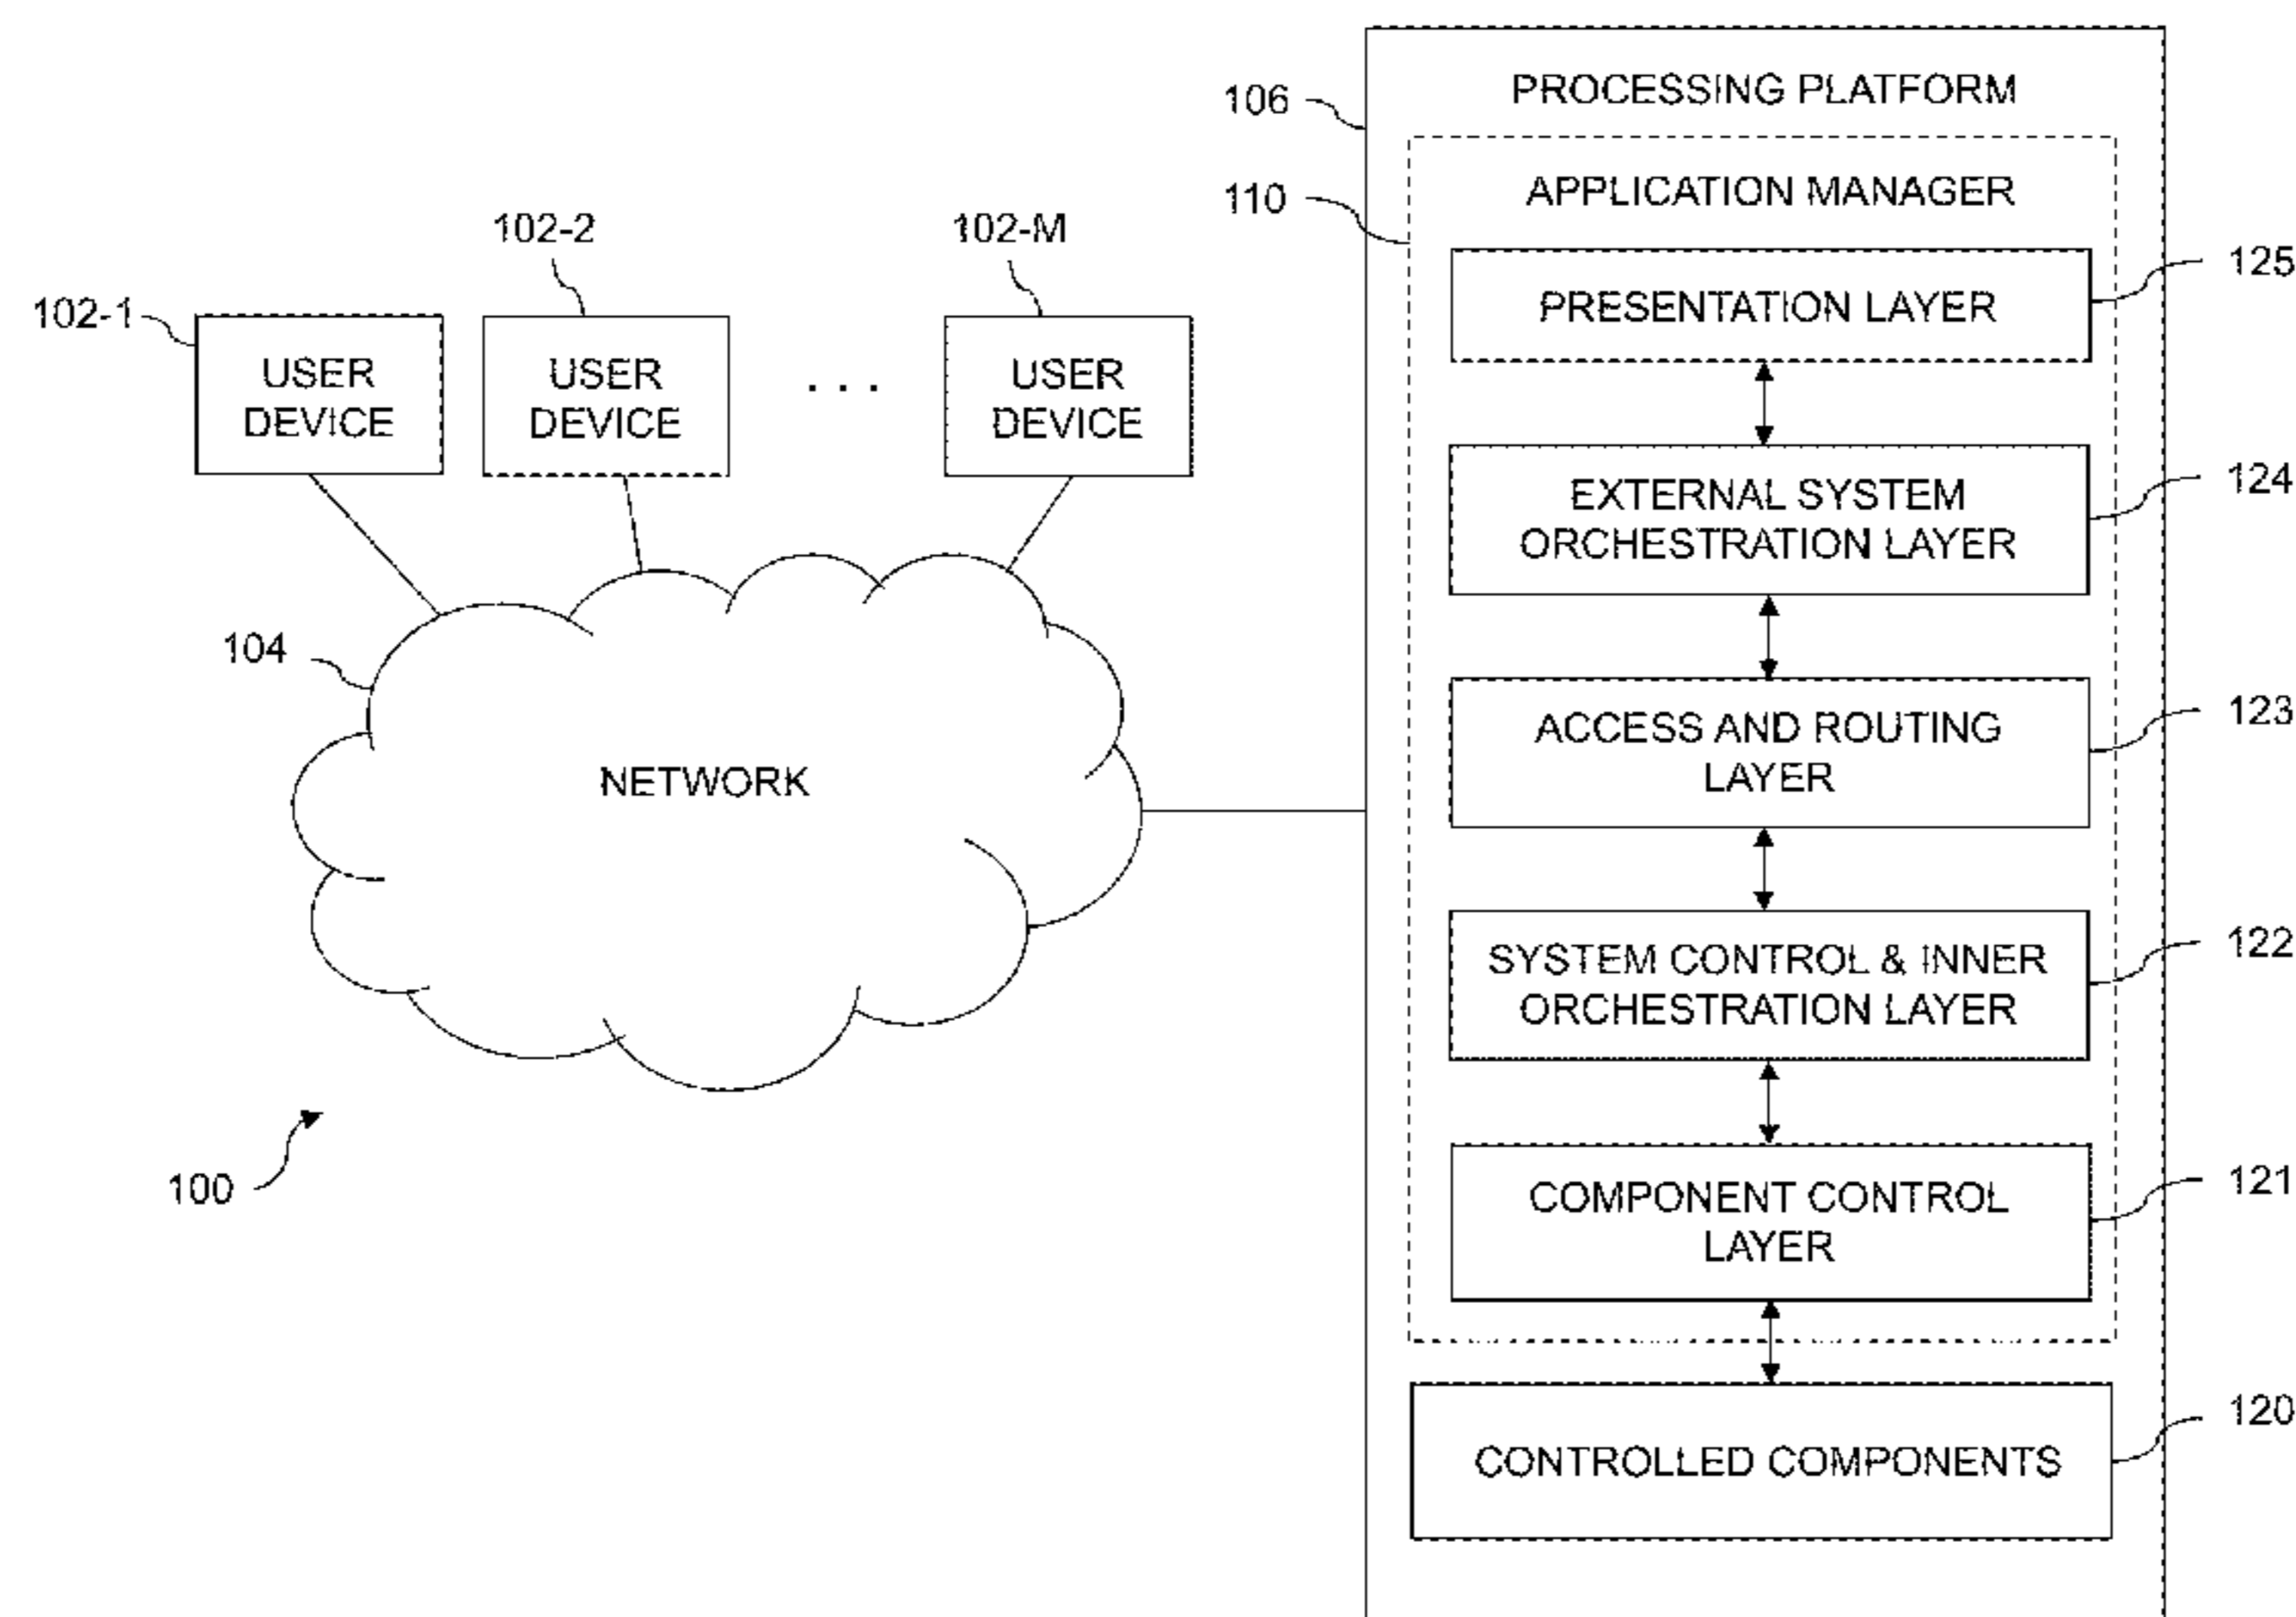 PROCESSING PLATFORM
106
APPLICATION MANAGER
110
125
PRESENTATION LAYER
102-2
102-M
102-1
USER
DEVICE
USER
DEVICE
. . .
USER
DEVICE
124
EXTERNAL SYSTEM
ORCHESTRATION LAYER
104
123
ACCESS AND ROUTING
LAYER
NETWORK
122
SYSTEM CONTROL & INNER
ORCHESTRATION LAYER
100
121
COMPONENT CONTROL
LAYER
120
CONTROLLED COMPONENTS